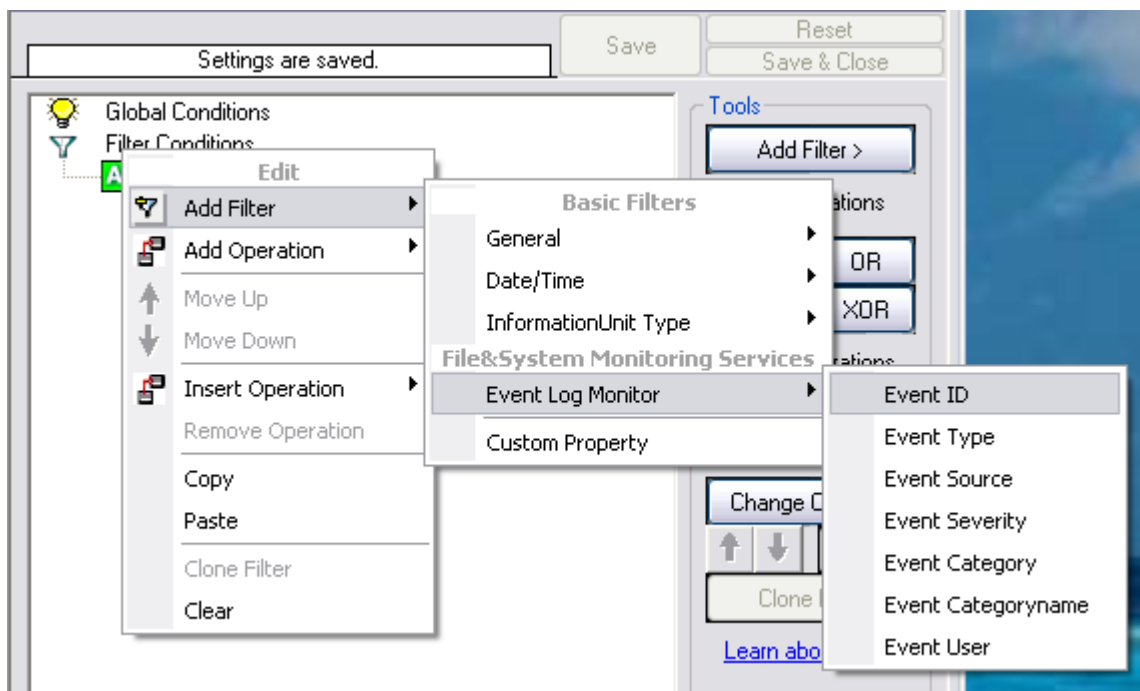 Settings are saved.
Save
Reset
Save & Close
Global Conditions
Filter Conditions
Edit
Add Filter
Add Operation
Move Up
Move Down
Insert Operation
Remove Operation
Copy
Paste
Clone Filter
Clear
Basic Filters
General
Date/Time
InformationUnit Type
File&System Monitoring Services
Event Log Monitor
Custom Property
Event ID
Event Type
Event Source
Event Severity
Event Category
Event Categoryname
Event User
Tools
Add Filter >
OR
XOR
Change
Clone
Learn